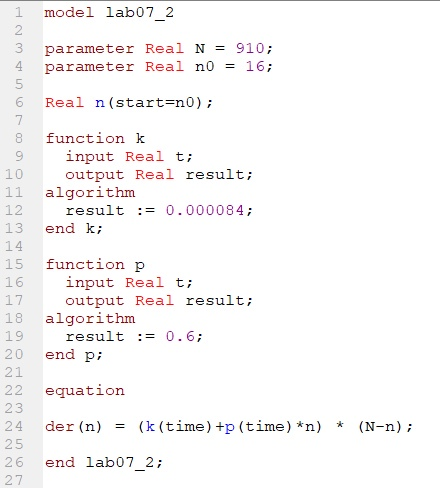 1 model lab07_2
2
3 parameter Real N = 910;
4 parameter Real n0 = 16;
5
6 Real n(start=n0);
7
8 function k
9   input Real t;
10   output Real result;
11 algorithm
12   result := 0.000084;
13 end k;
14
15 function p
16   input Real t;
17   output Real result;
18 algorithm
19   result := 0.6;
20 end p;
21
22 equation
23
24 der(n) = (k(time)+p(time)*n) * (N-n);
25
26 end lab07_2;
27